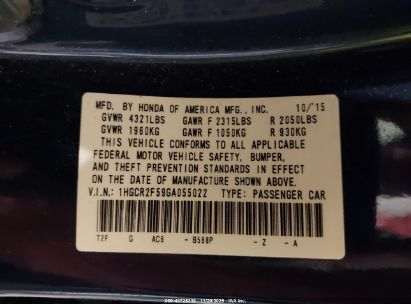 MFD. BY HONDA OF AMERICA MFG., INC. 10/15
GVWR 4321LBS GAWR F 2315LBS R 2050LBS
GVWR 1960KG GAWR F 1050KG R 930KG
THIS VEHICLE CONFORMS TO ALL APPLICABLE
FEDERAL MOTOR VEHICLE SAFETY, BUMPER,
AND THEFT PREVENTION STANDARDS IN EFFECT
ON THE DATE OF MANUFACTURE SHOWN ABOVE.
V.I.N.: 1HGCR2F59GA055022 TYPE: PASSENGER CAR
T2F G AC8 - B588P - Z - A